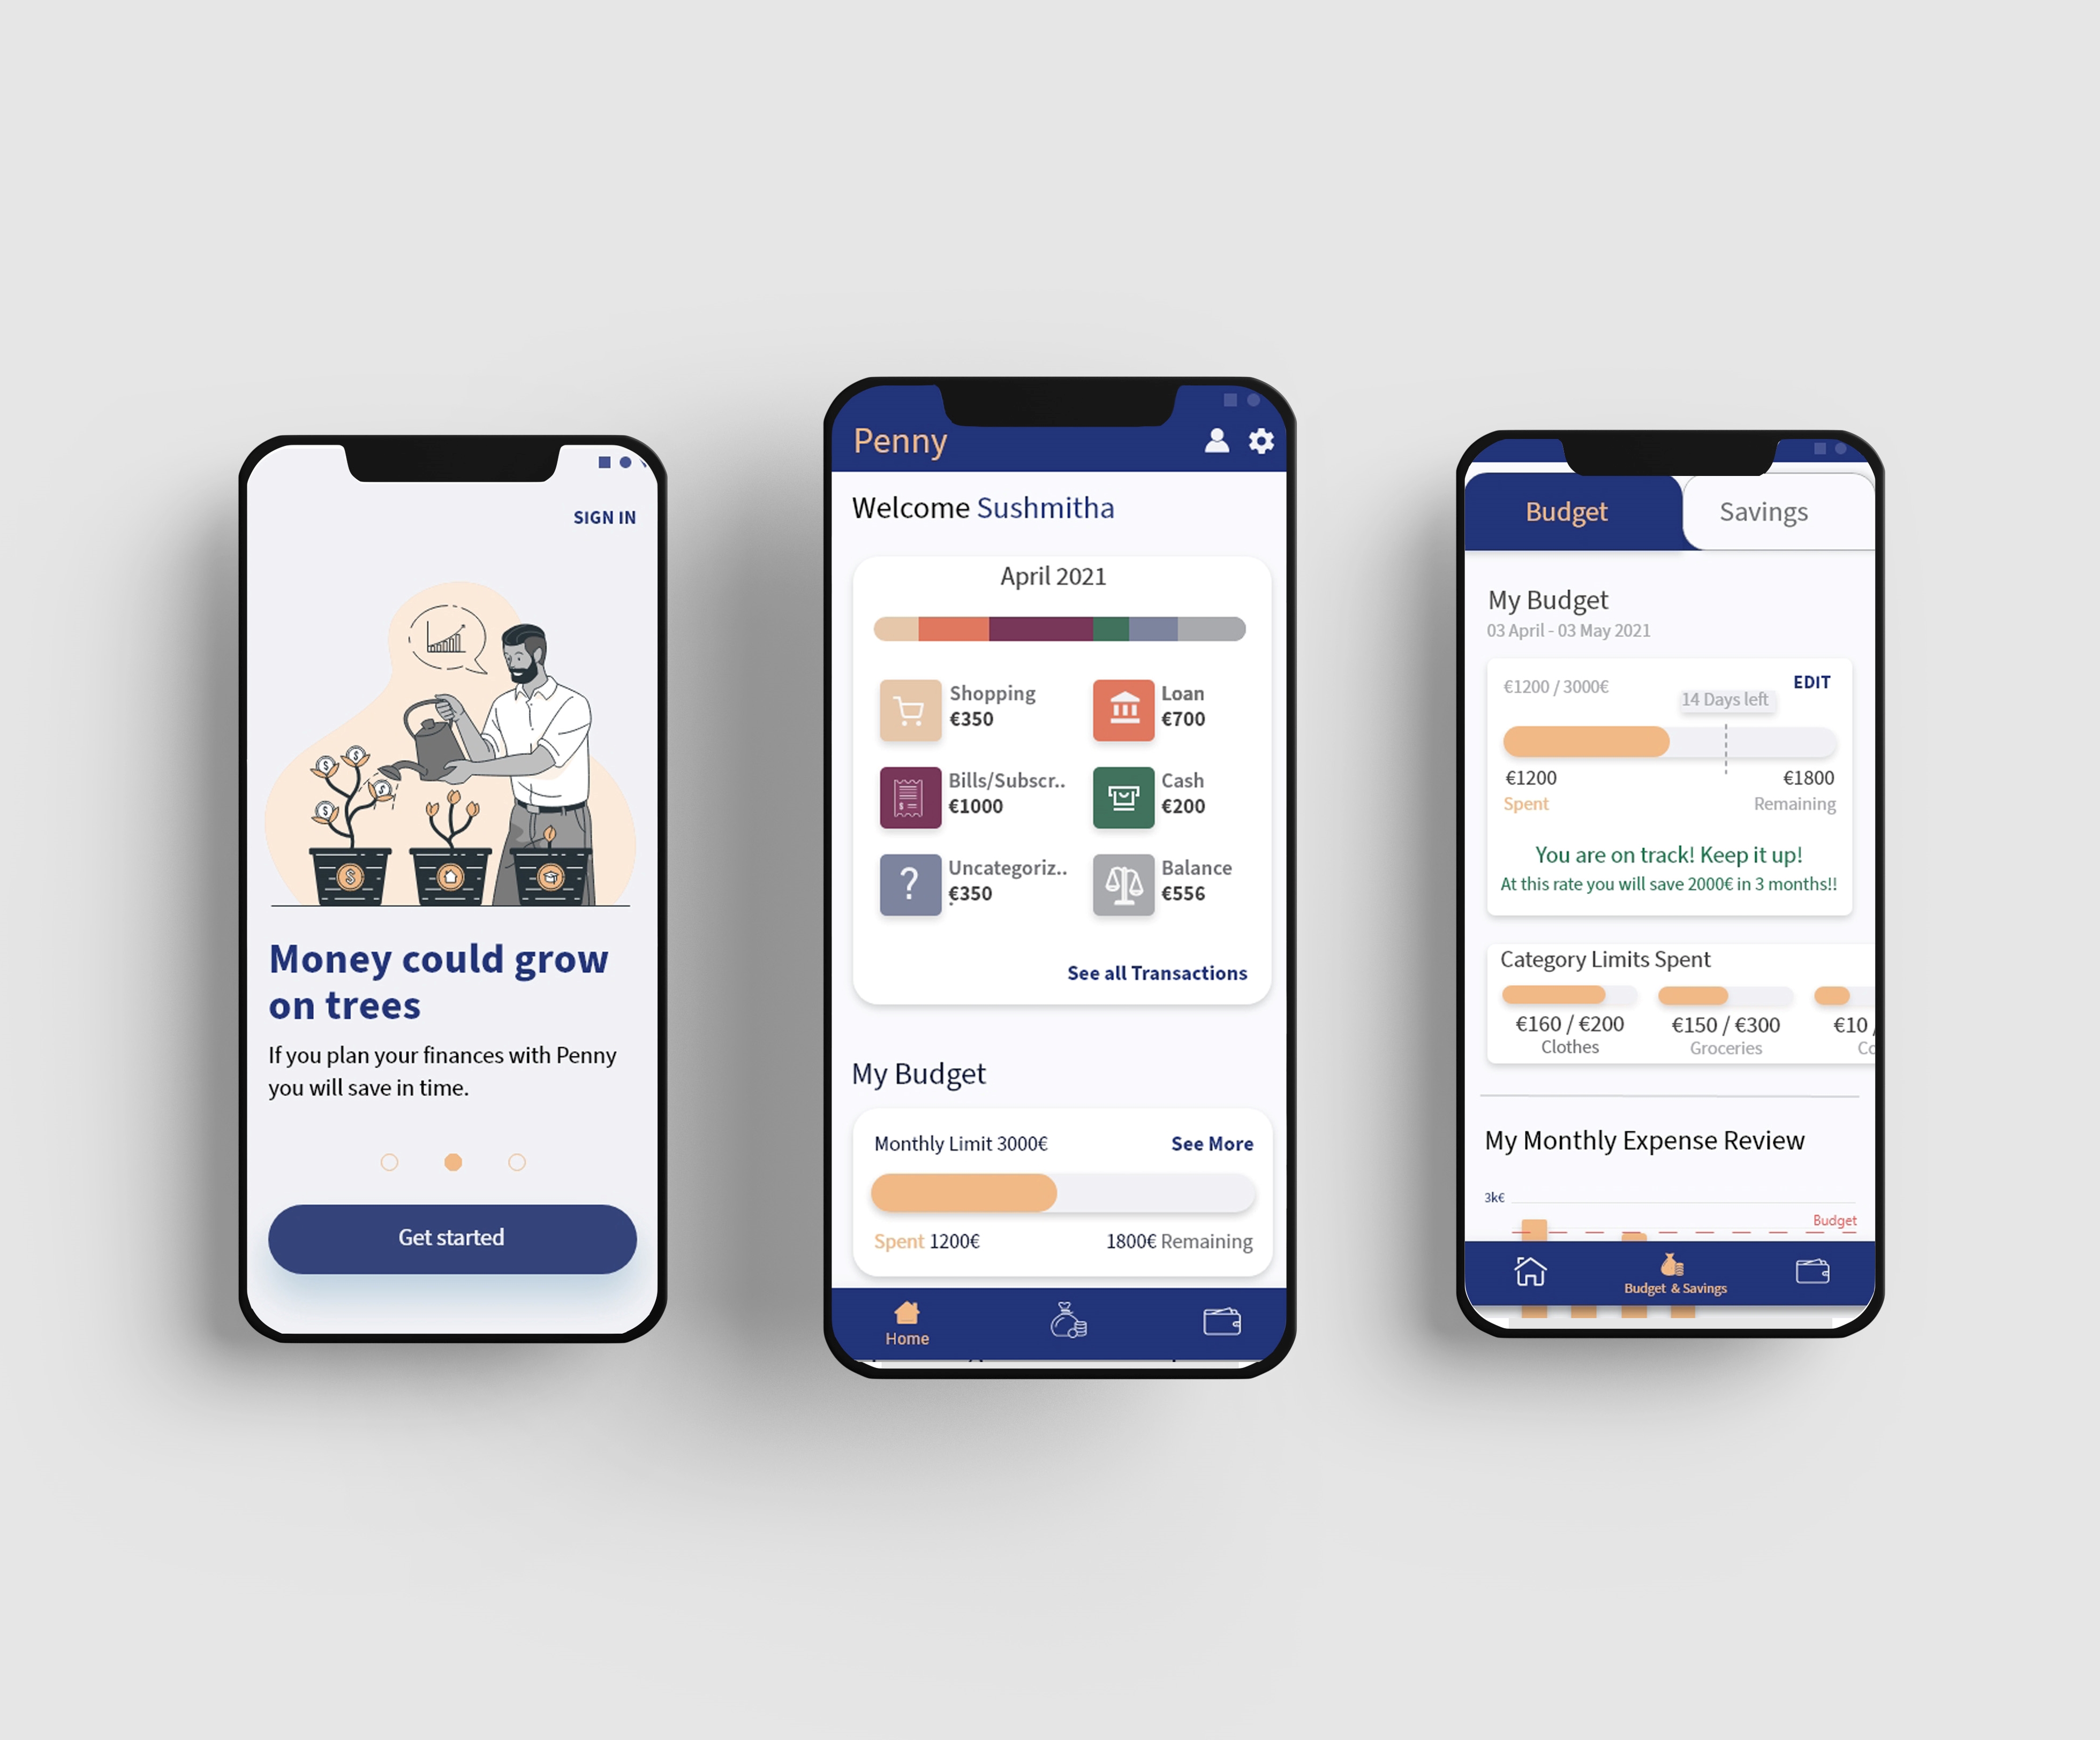 SIGN IN
Money could grow
on trees
If you plan your finances with Penny
you will save in time.
Get started
Penny
Welcome Sushmitha
April 2021
Shopping
€350
Loan
€700
Bills/Subscr..
€1000
Cash
€200
Uncategoriz..
€350
Balance
€556
See all Transactions
My Budget
Monthly Limit 3000€
See More
Spent 1200€
1800€ Remaining
Home
Budget
Savings
My Budget
03 April - 03 May 2021
€1200 / 3000€
14 Days left
EDIT
€1200
€1800
Spent
Remaining
You are on track! Keep it up!
At this rate you will save 2000€ in 3 months!!
Category Limits Spent
€160 / €200
€150 / €300
€10 /
Clothes
Groceries
Co
My Monthly Expense Review
3k€
Budget
Budget & Savings